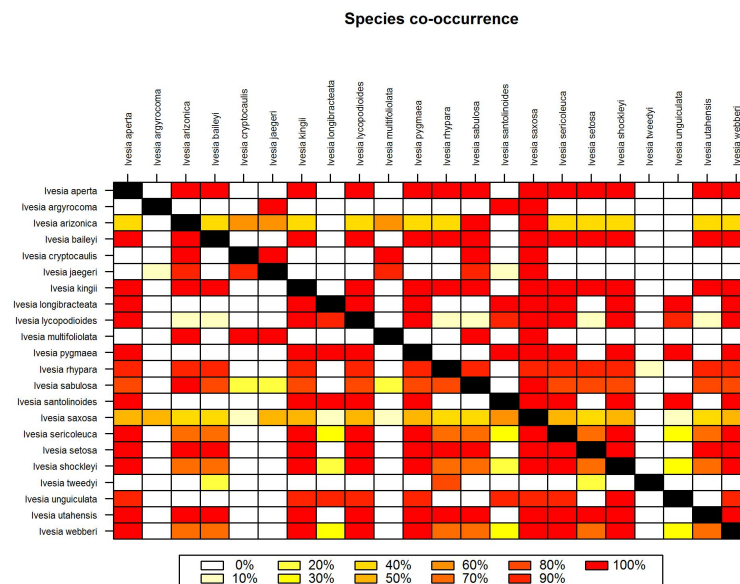 Species co-occurrence
Ivesia aperta
Ivesia argyrocoma
Ivesia arizonica
Ivesia baileyi
Ivesia cryptocaulis
Ivesia jaegeri
Ivesia kingii
Ivesia longibracteata
Ivesia lycopodioides
Ivesia multifoliolata
Ivesia pygmaea
Ivesia rhypara
Ivesia sabulosa
Ivesia santolinoides
Ivesia saxosa
Ivesia sericoleuca
Ivesia setosa
Ivesia shockleyi
Ivesia tweedyi
Ivesia unguiculata
Ivesia utahensis
Ivesia webberi
Ivesia aperta
Ivesia argyrocoma
Ivesia arizonica
Ivesia baileyi
Ivesia cryptocaulis
Ivesia jaegeri
Ivesia kingii
Ivesia longibracteata
Ivesia lycopodioides
Ivesia multifoliolata
Ivesia pygmaea
Ivesia rhypara
Ivesia sabulosa
Ivesia santolinoides
Ivesia saxosa
Ivesia sericoleuca
Ivesia setosa
Ivesia shockleyi
Ivesia tweedyi
Ivesia unguiculata
Ivesia utahensis
Ivesia webberi
0% 20% 40% 60% 80% 100%
10% 30% 50% 70% 90%